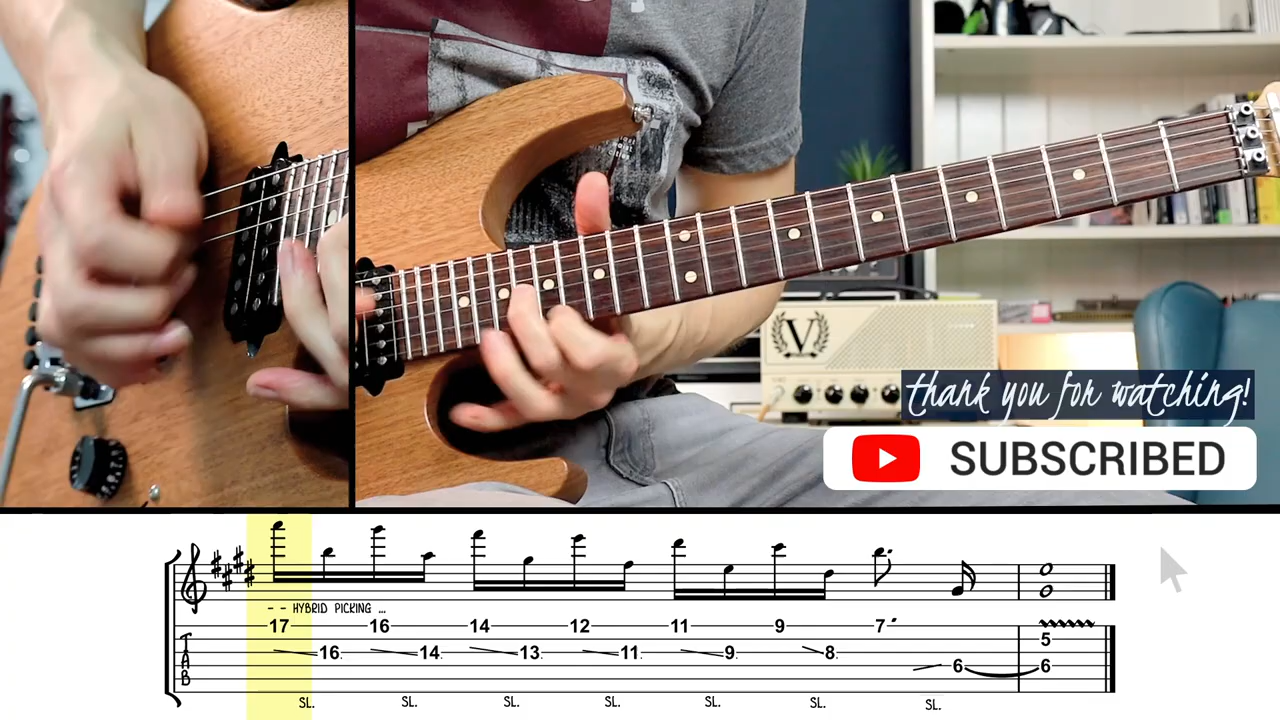 V
thank you for watching!
SUBSCRIBED
- - HYBRID PICKING ...
17 16 14 12 11 9 7
5
T
16 14 13 11 9 8
A
6 6
B
SL. SL. SL. SL. SL. SL. SL.